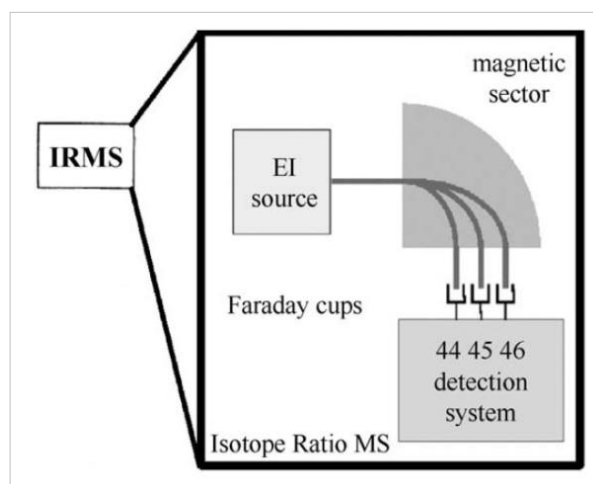 magnetic
sector
IRMS
EI
source
Faraday cups
44 45 46
detection
system
Isotope Ratio MS